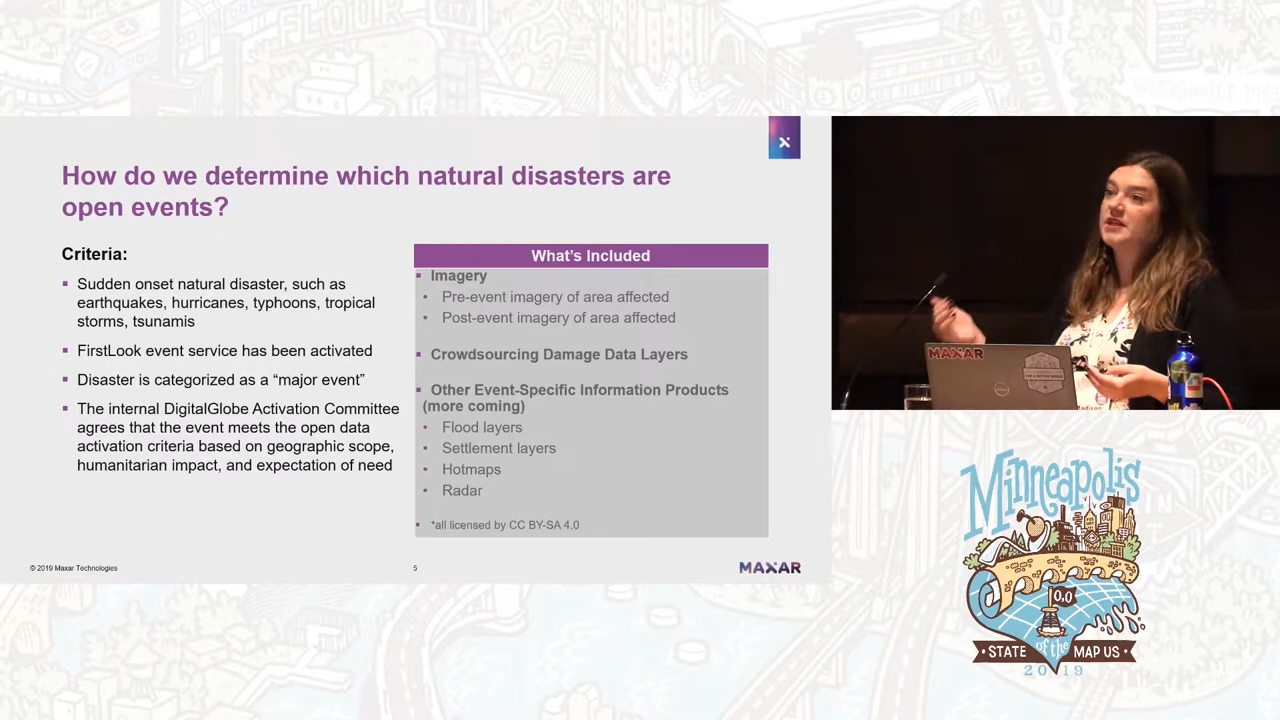 How do we determine which natural disasters are
open events?
Criteria:
Sudden onset natural disaster, such as
earthquakes, hurricanes, typhoons, tropical
storms, tsunamis
FirstLook event service has been activated
Disaster is categorized as a “major event”
The internal DigitalGlobe Activation Committee
agrees that the event meets the open data
activation criteria based on geographic scope,
humanitarian impact, and expectation of need
What’s Included
Imagery
Pre-event imagery of area affected
Post-event imagery of area affected
Crowdsourcing Damage Data Layers
Other Event-Specific Information Products
(more coming)
Flood layers
Settlement layers
Hotmaps
Radar
*all licensed by CC BY-SA 4.0
© 2019 Maxar Technologies
5
MAXAR
MAXAR
DELL
Madison
Minneapolis
0,0
STATE of the MAP US
2019
FLOUR